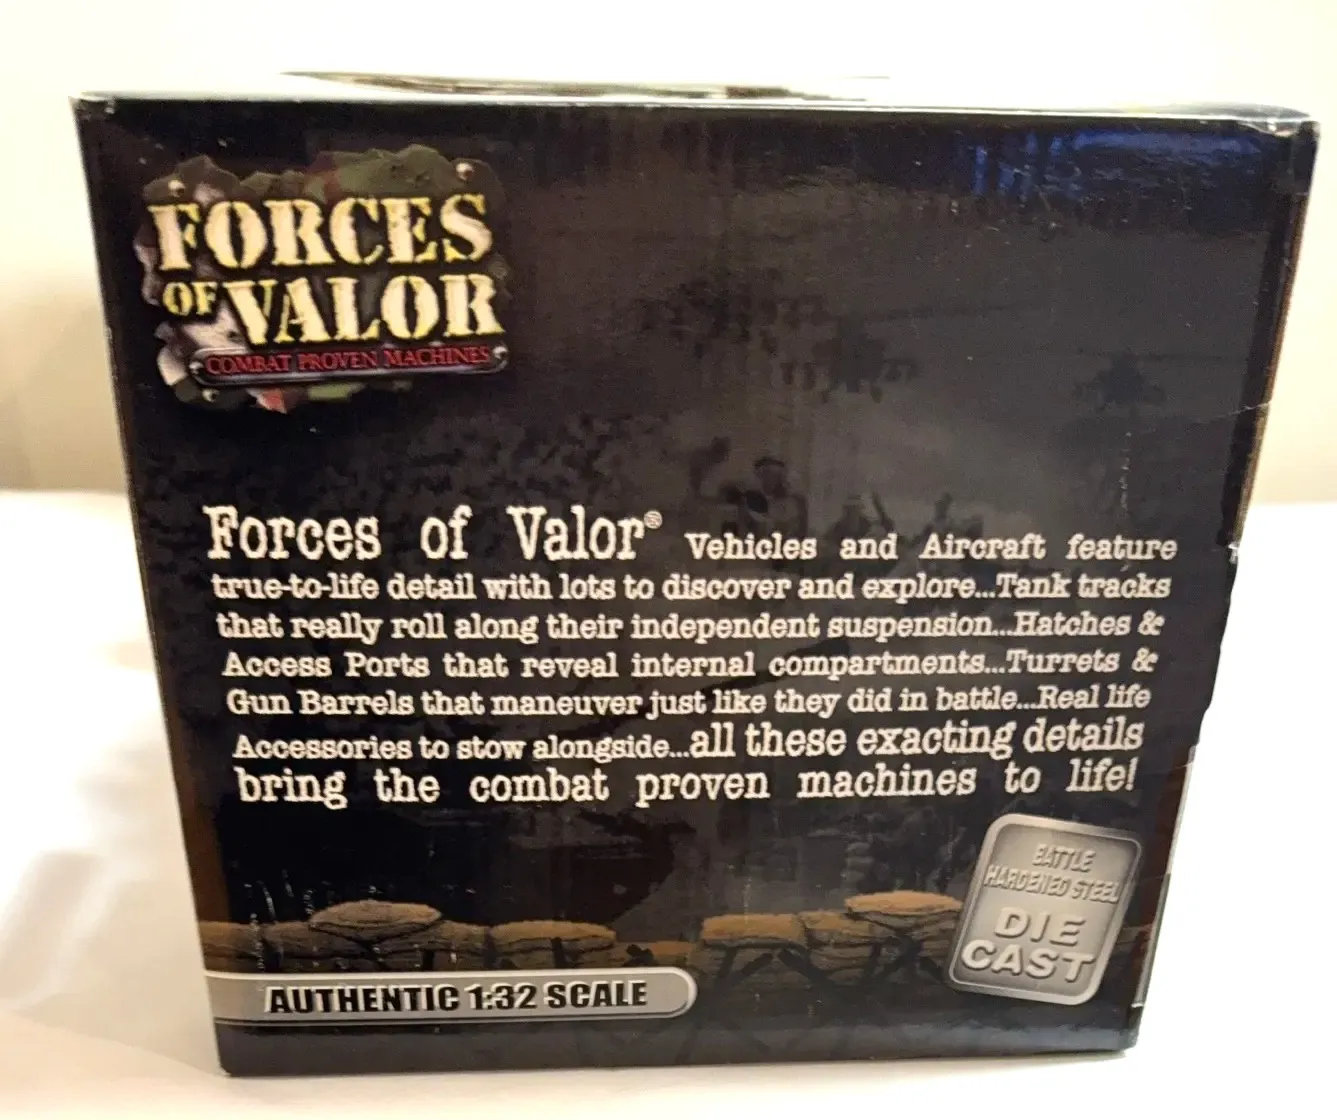 FORCES
OF VALOR
COMBAT PROVEN MACHINES
Forces of Valor® Vehicles and Aircraft feature
true-to-life detail with lots to discover and explore...Tank tracks
that really roll along their independent suspension...Hatches &
Access Ports that reveal internal compartments...Turrets &
Gun Barrels that maneuver just like they did in battle...Real life
Accessories to stow alongside...all these exacting details
bring the combat proven machines to life!
BATTLE
HARDENED STEEL
DIE
CAST
AUTHENTIC 1:32 SCALE